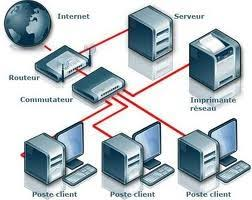 Internet
Serveur
Routeur
Commutateur
Imprimante
réseau
Poste client
Poste client
Poste client